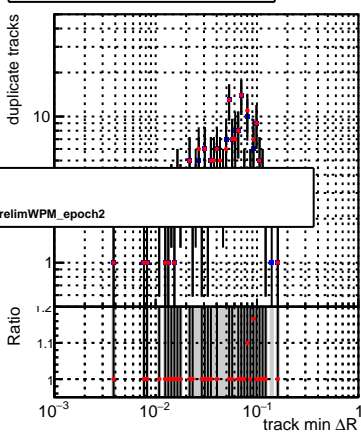 duplicate tracks
10
relimWPM_epoch2
1
Ratio
1.2
1.1
1
10⁻³ 10⁻² 10⁻¹ 1
track min ΔR